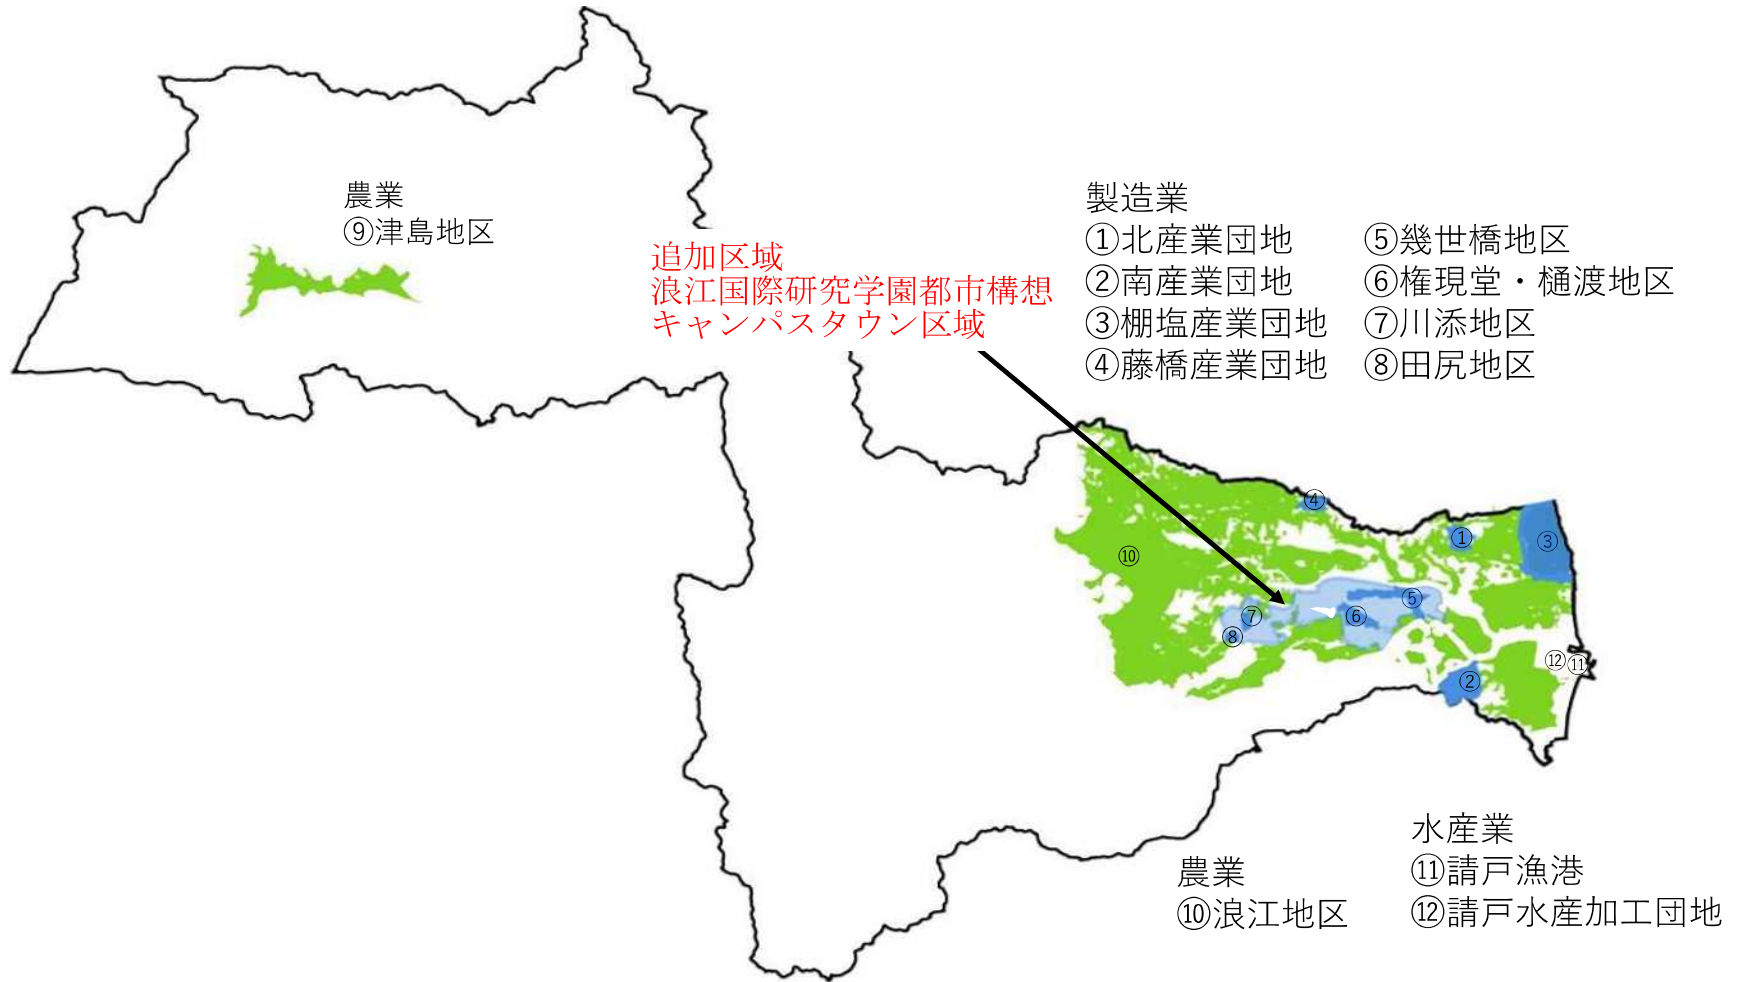 農業
⑨津島地区
追加区域
浪江国際研究学園都市構想
キャンパスタウン区域
製造業
①北産業団地
②南産業団地
③棚塩産業団地
④藤橋産業団地
⑤幾世橋地区
⑥権現堂・樋渡地区
⑦川添地区
⑧田尻地区
④
①
③
⑩
⑤
⑦
⑥
⑧
⑫
⑪
②
農業
⑩浪江地区
水産業
⑪請戸漁港
⑫請戸水産加工団地